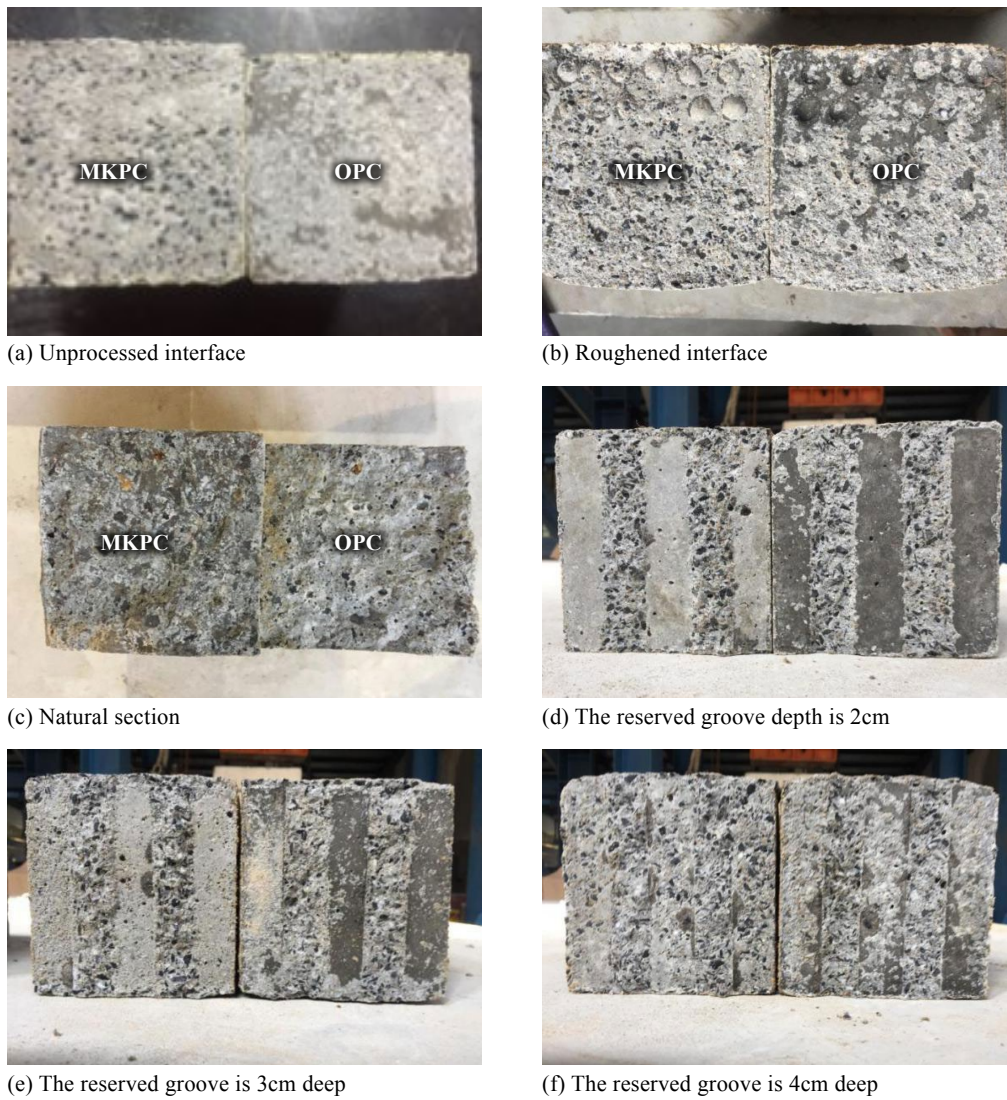 MKPC OPC
MKPC OPC
(a) Unprocessed interface
(b) Roughened interface
MKPC OPC
(c) Natural section
(d) The reserved groove depth is 2cm
(e) The reserved groove is 3cm deep
(f) The reserved groove is 4cm deep